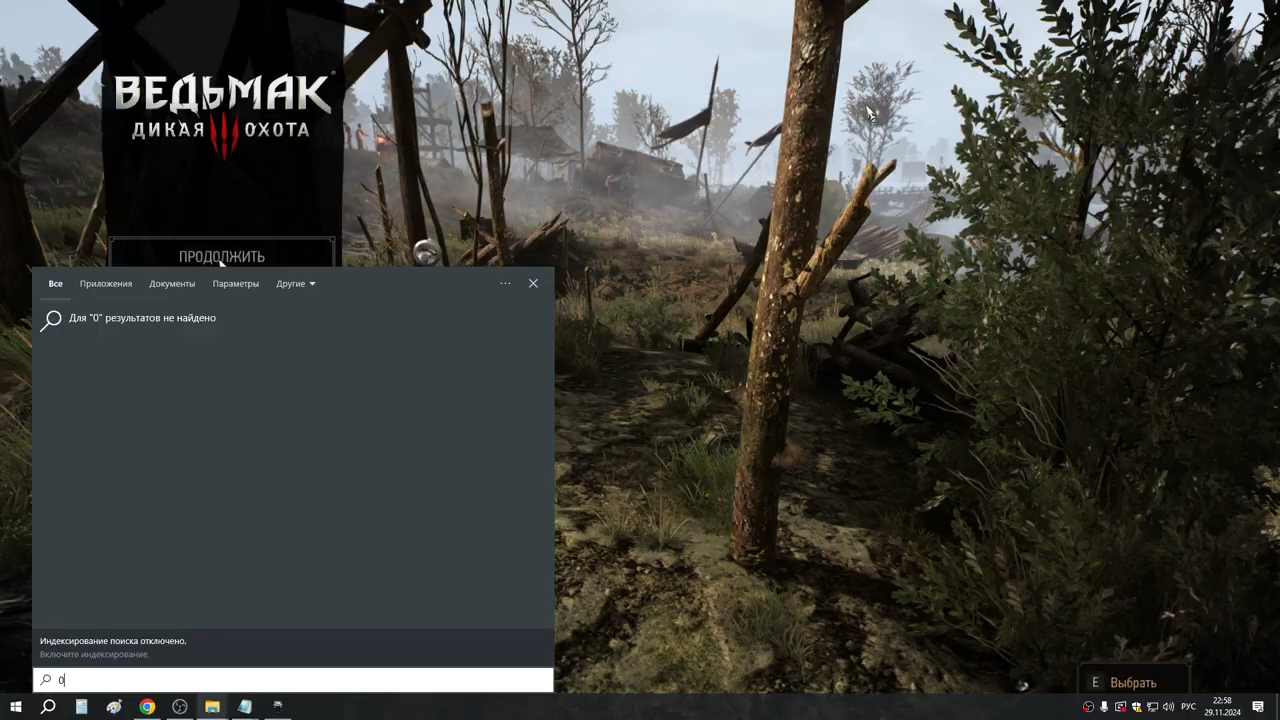 ВЕДЬМАК
ДИКАЯ ОХОТА
ПРОДОЛЖИТЬ
Все Приложения Документы Параметры Другие
Для "0" результатов не найдено
Индексирование поиска отключено.
Включите индексирование.
0
E Выбрать
РУС
22:58
29.11.2024